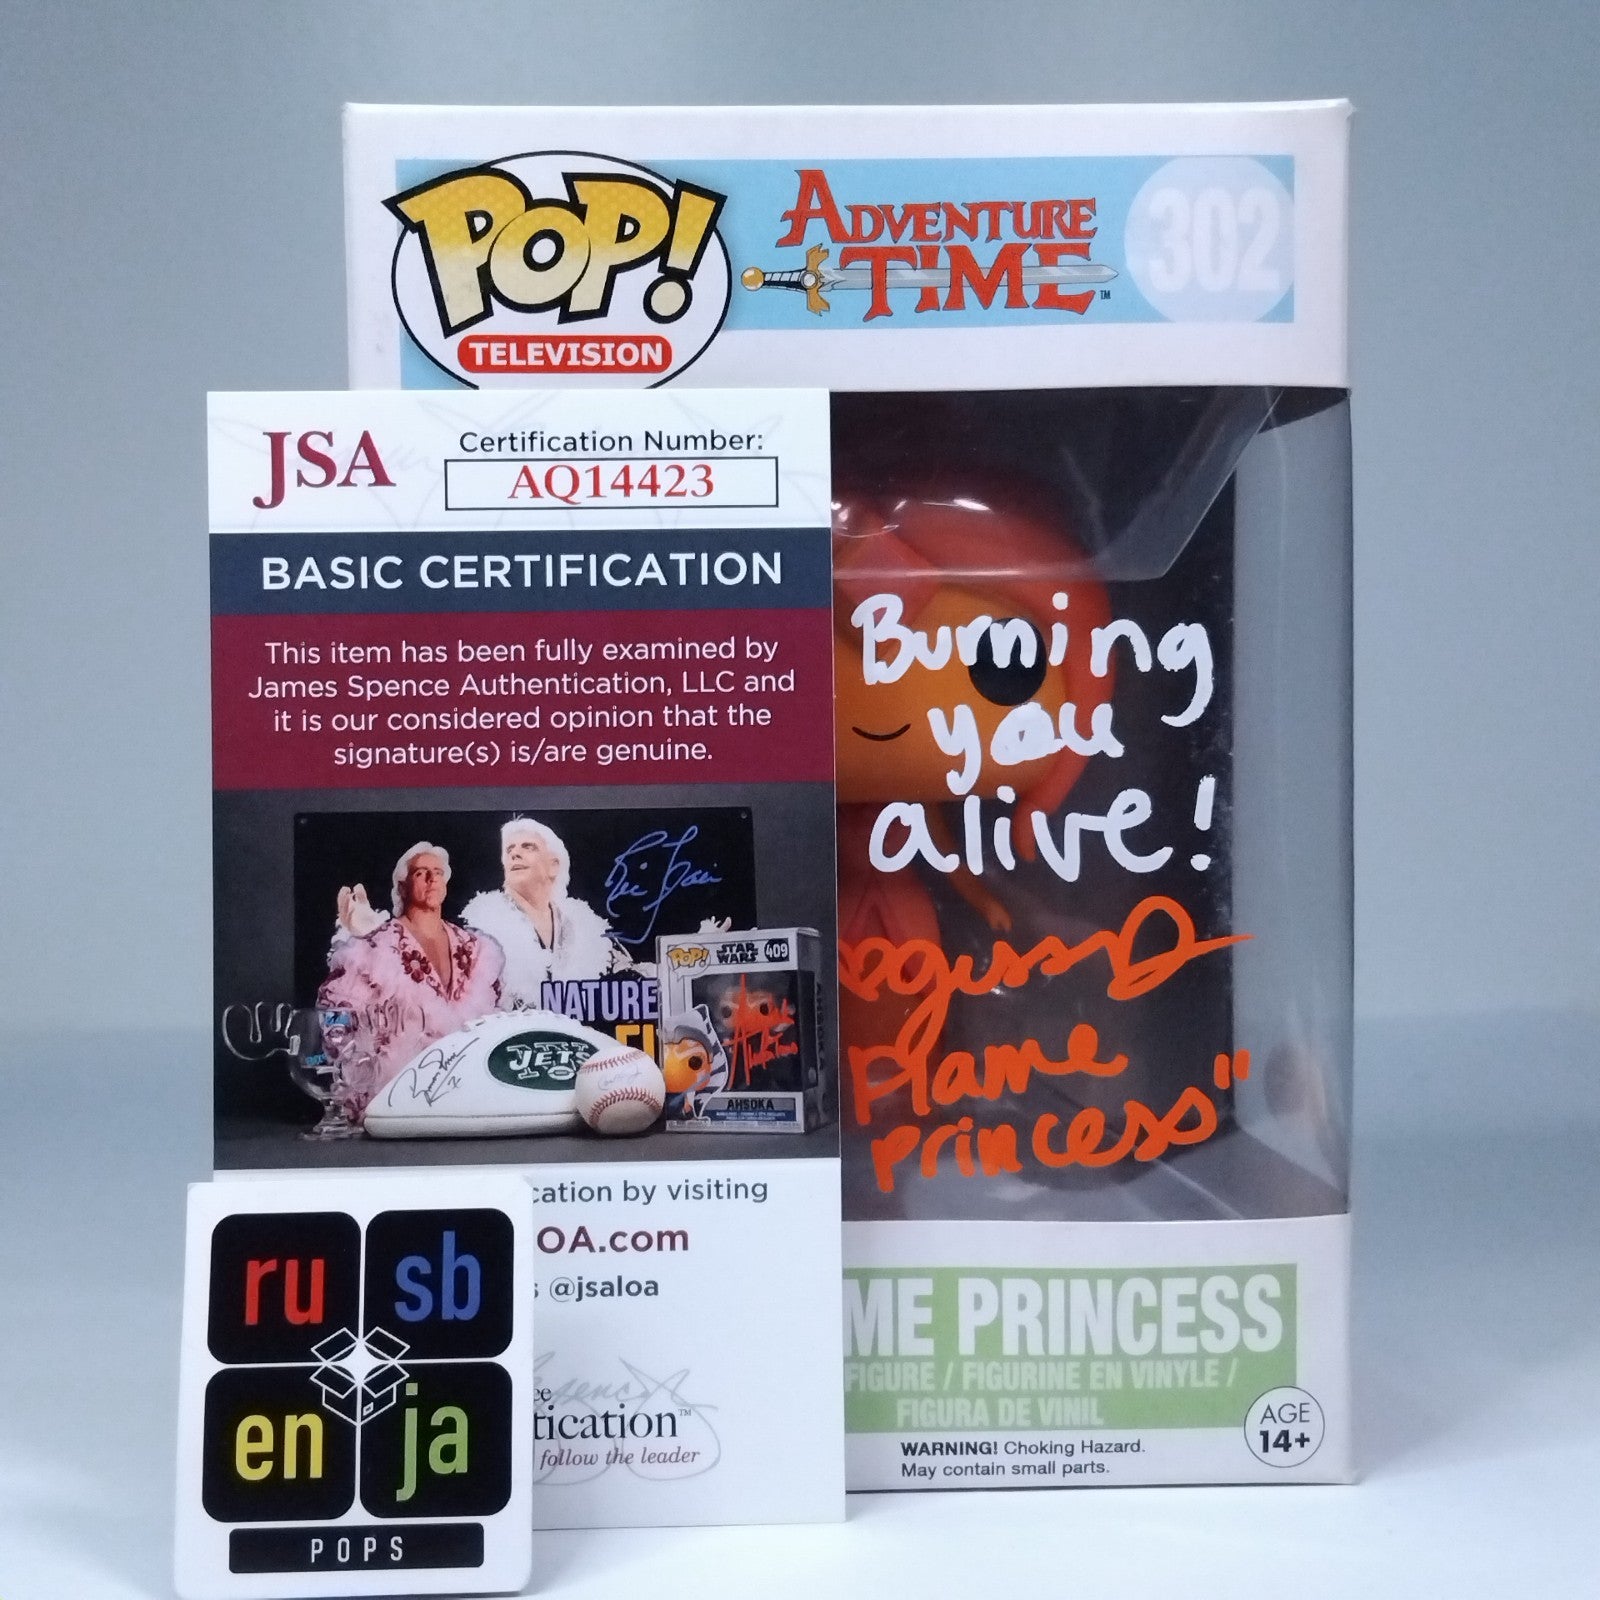 POP!
TELEVISION
ADVENTURE
TIME™
302
JSA
Certification Number:
AQ14423
BASIC CERTIFICATION
This item has been fully examined by
James Spence Authentication, LLC and
it is our considered opinion that the
signature(s) is/are genuine.
NATURE
JETS
POP!
STAR
WARS
409
AHSOKA
cation by visiting
OA.com
s @jsaloa
ee
tication™
follow the leader
ru sb
en ja
POPS
Burning
you
alive!
Flame
princess"
ME PRINCESS
FIGURE / FIGURINE EN VINYLE /
FIGURA DE VINIL
WARNING! Choking Hazard.
May contain small parts.
AGE
14+